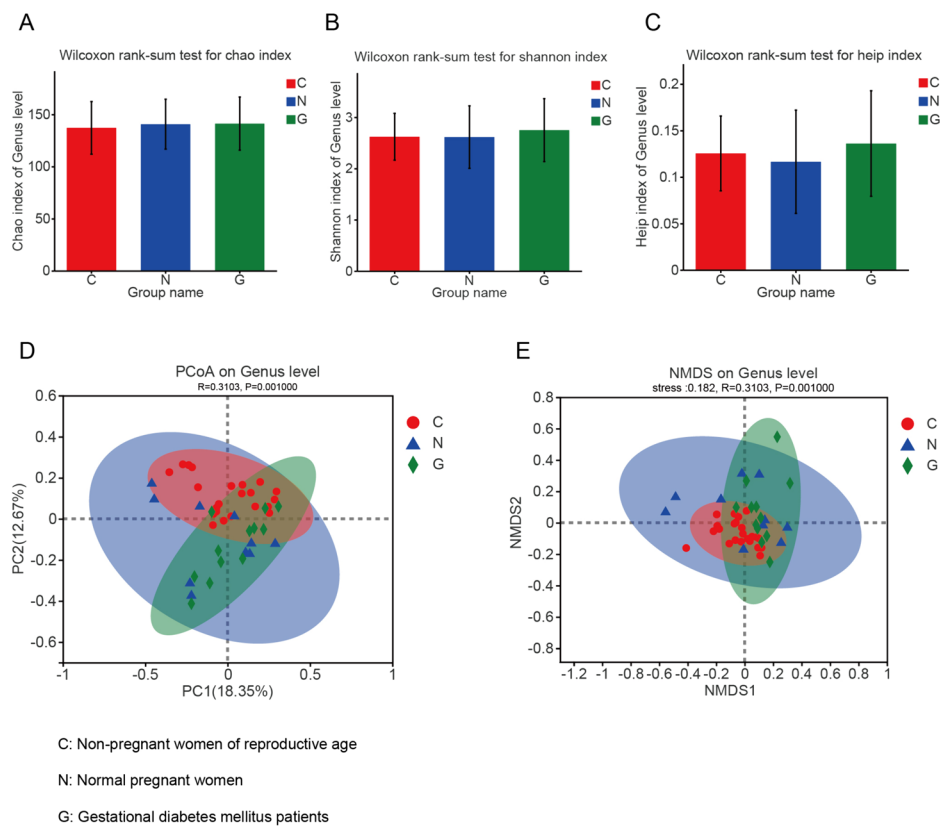 A
Wilcoxon rank-sum test for chao index
Chao index of Genus level
150
100
50
0
C
N
G
Group name
C
N
G
B
Wilcoxon rank-sum test for shannon index
Shannon index of Genus level
3
2
1
0
C
N
G
Group name
C
N
G
C
Wilcoxon rank-sum test for heip index
Heip index of Genus level
0.2
0.15
0.1
0.05
0
C
N
G
Group name
C
N
G
D
PCoA on Genus level
R=0.3103, P=0.001000
PC2(12.67%)
0.6
0.4
0.2
0
-0.2
-0.4
-0.6
-1
-0.5
0
0.5
1
PC1(18.35%)
C
N
G
E
NMDS on Genus level
stress :0.182, R=0.3103, P=0.001000
NMDS2
0.8
0.6
0.4
0.2
0
-0.2
-0.4
-0.6
-0.8
-1.2
-1
-0.8
-0.6
-0.4
-0.2
0
0.2
0.4
0.6
0.8
1
NMDS1
C
N
G
C: Non-pregnant women of reproductive age
N: Normal pregnant women
G: Gestational diabetes mellitus patients